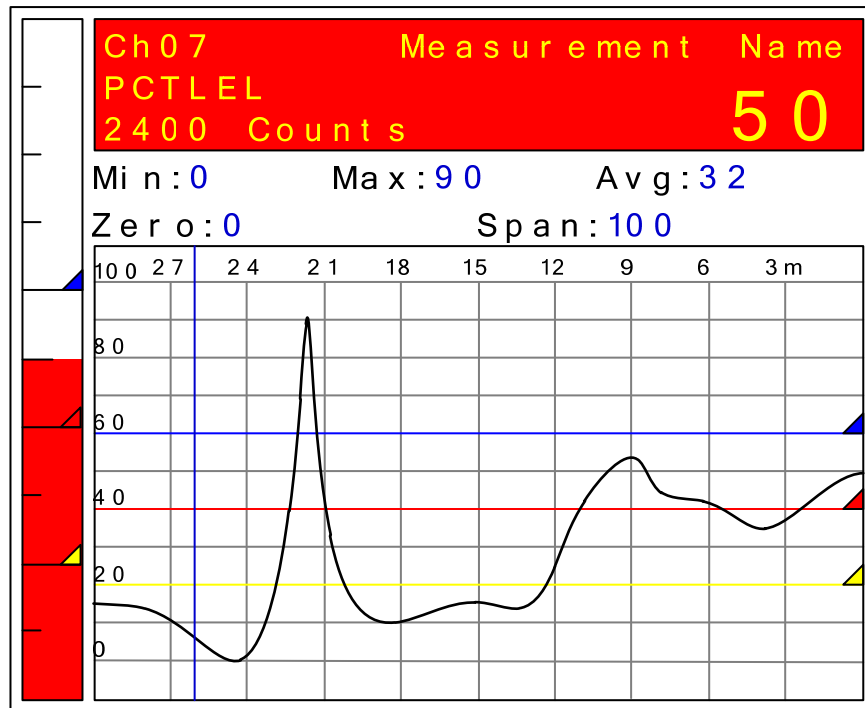 Ch07 Measurement Name
PCTLEL
2400 Counts 50
Min:0 Max:90 Avg:32
Zero:0 Span:100
100 27 24 21 18 15 12 9 6 3m
80
60
40
20
0